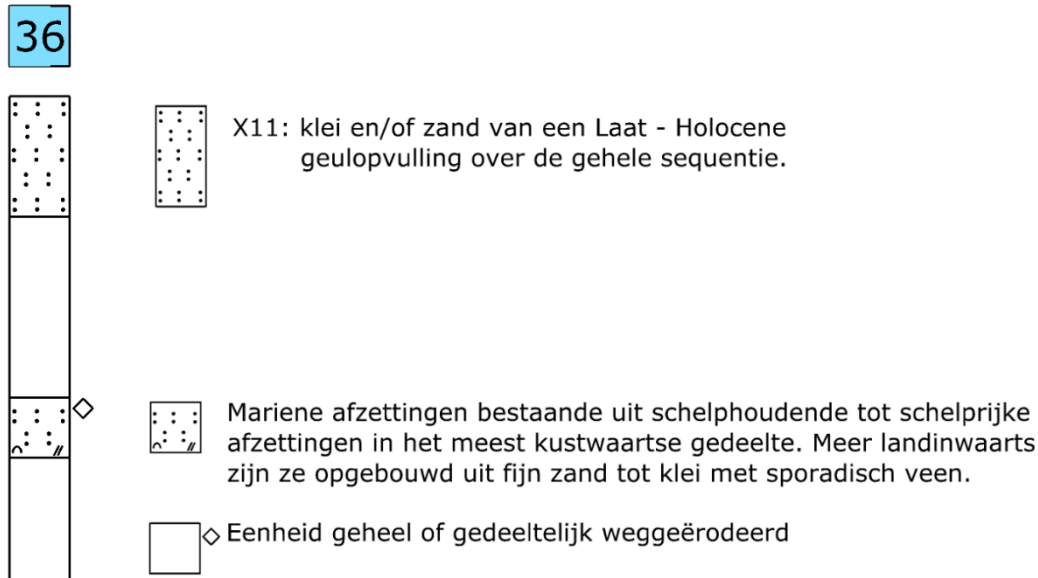 36
X11: klei en/of zand van een Laat - Holocene
geulopvulling over de gehele sequentie.
Mariene afzettingen bestaande uit schelphoudende tot schelprijke
afzettingen in het meest kustwaartse gedeelte. Meer landinwaarts
zijn ze opgebouwd uit fijn zand tot klei met sporadisch veen.
Eenheid geheel of gedeeltelijk weggeërodeerd